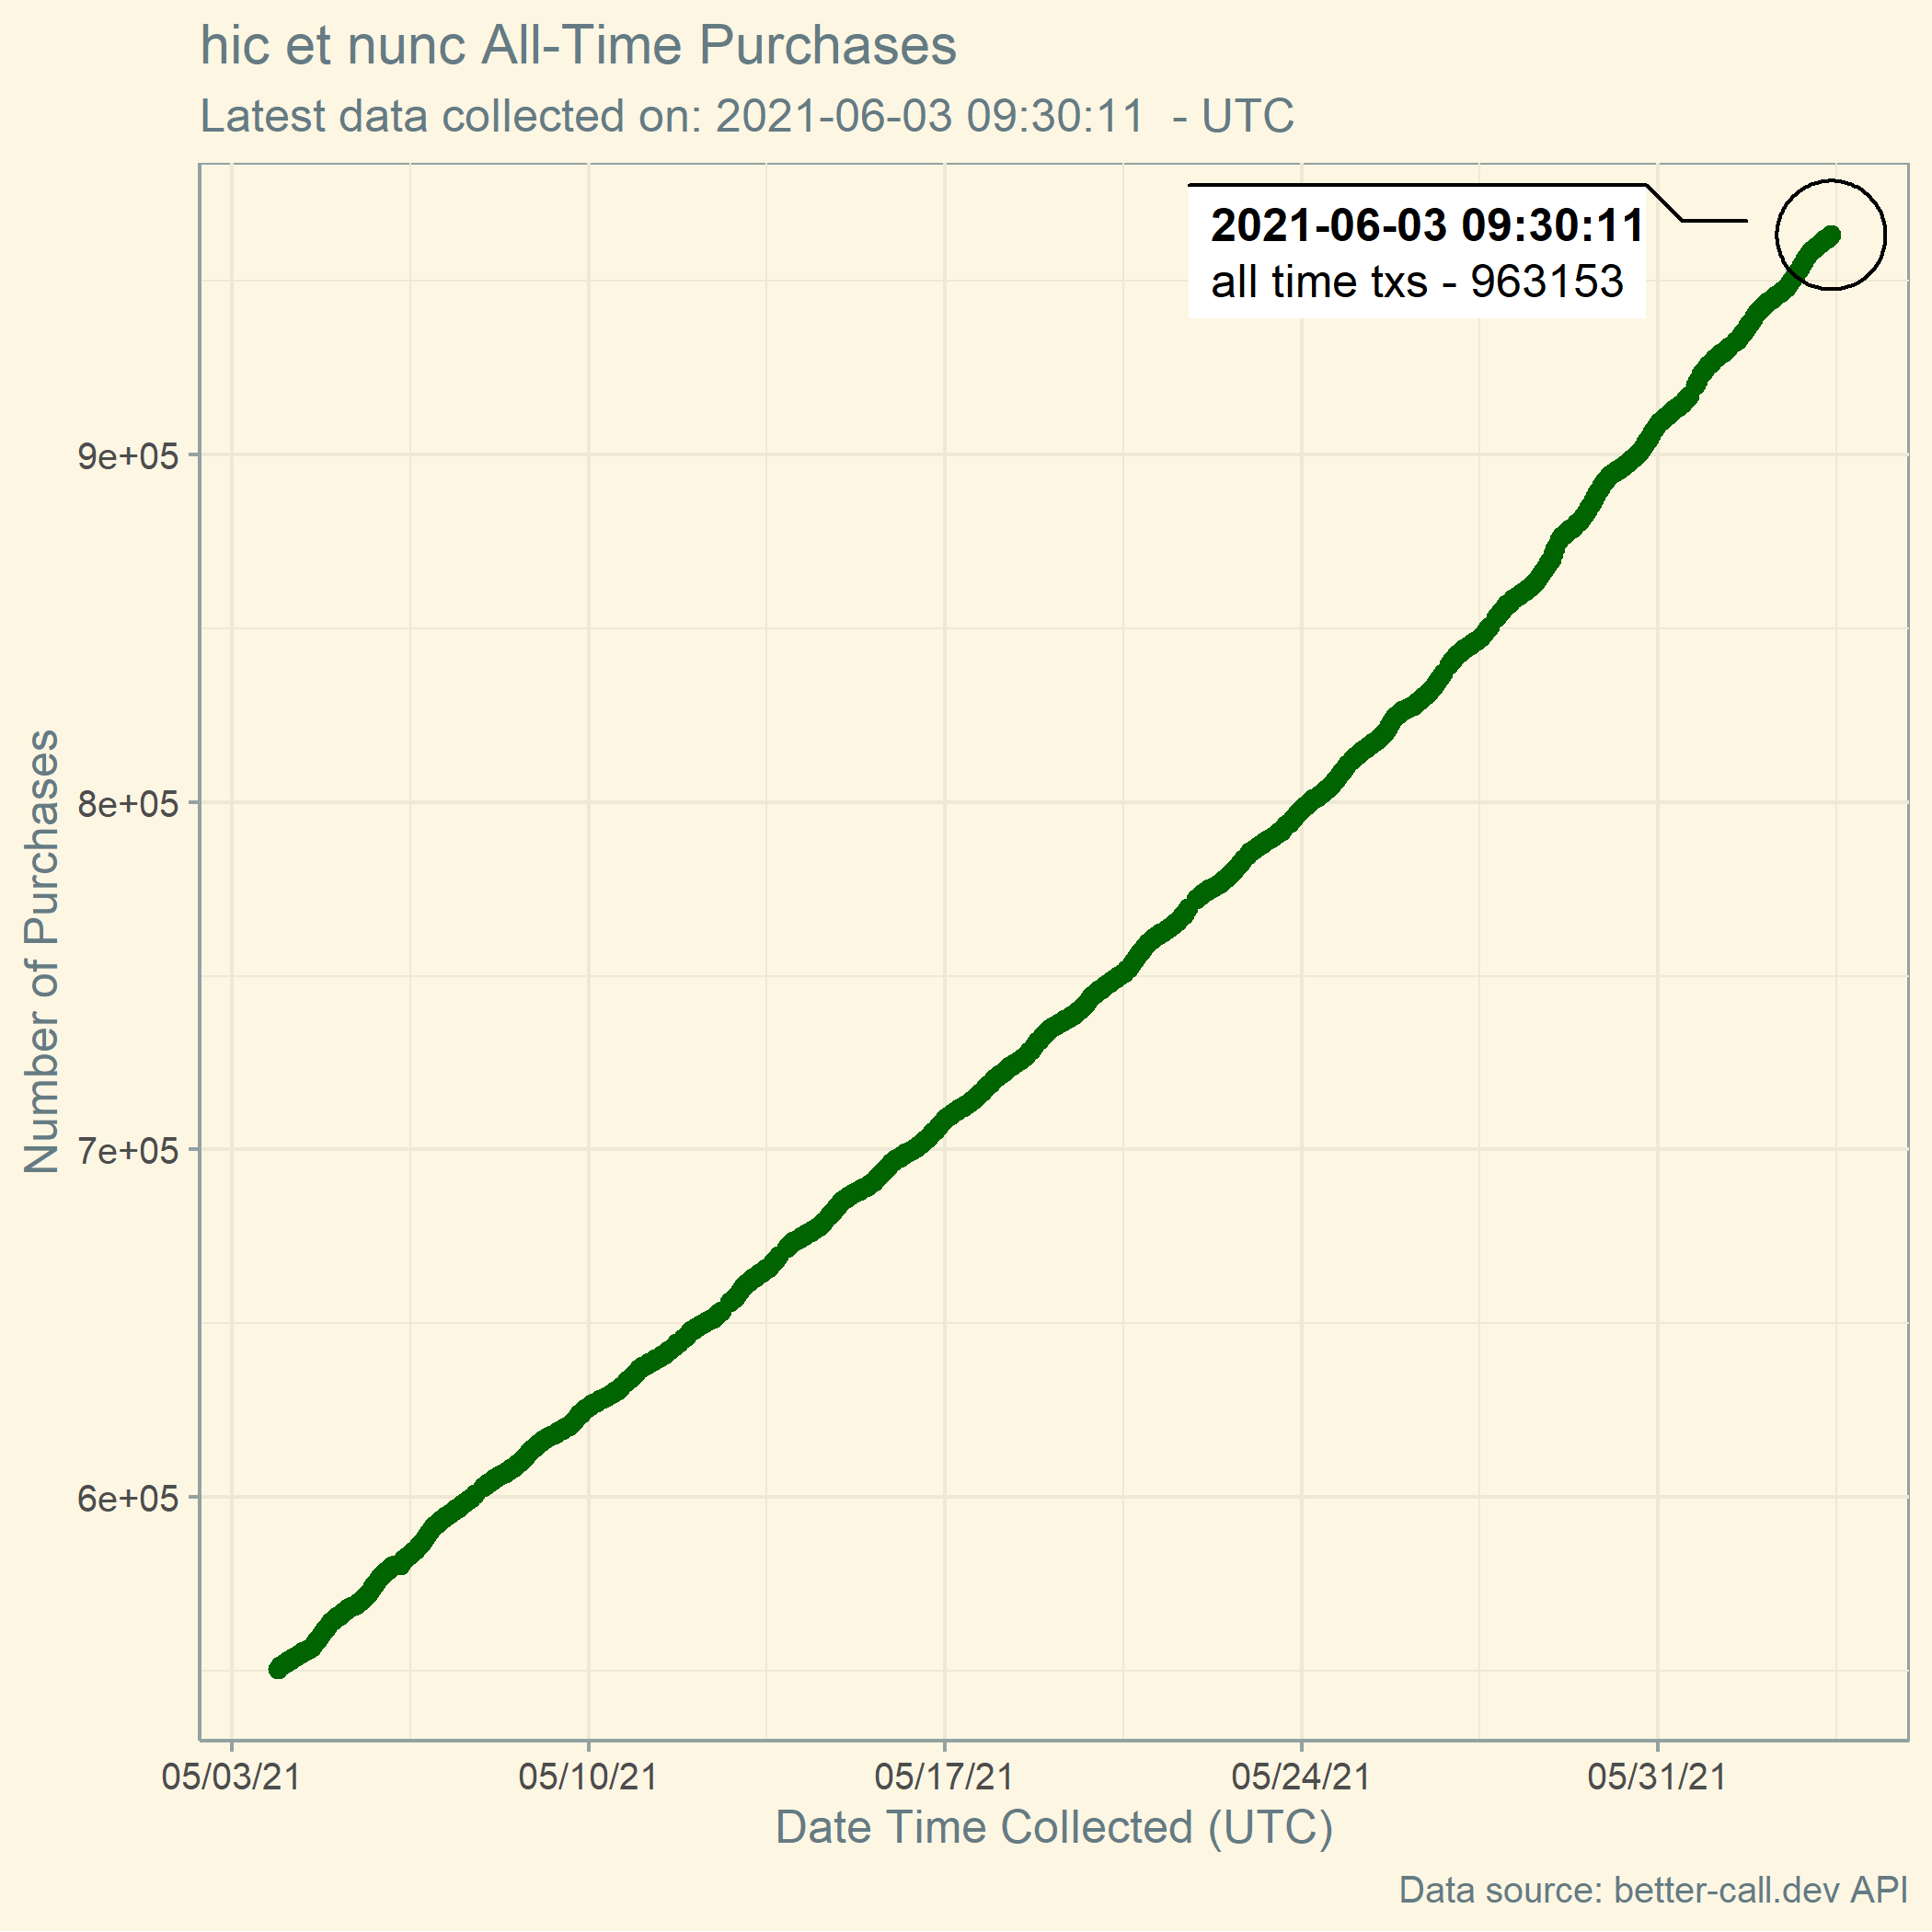 hic et nunc All-Time Purchases
Latest data collected on: 2021-06-03 09:30:11  - UTC
2021-06-03 09:30:11
all time txs - 963153
Number of Purchases
9e+05
8e+05
7e+05
6e+05
05/03/21
05/10/21
05/17/21
05/24/21
05/31/21
Date Time Collected (UTC)
Data source: better-call.dev API